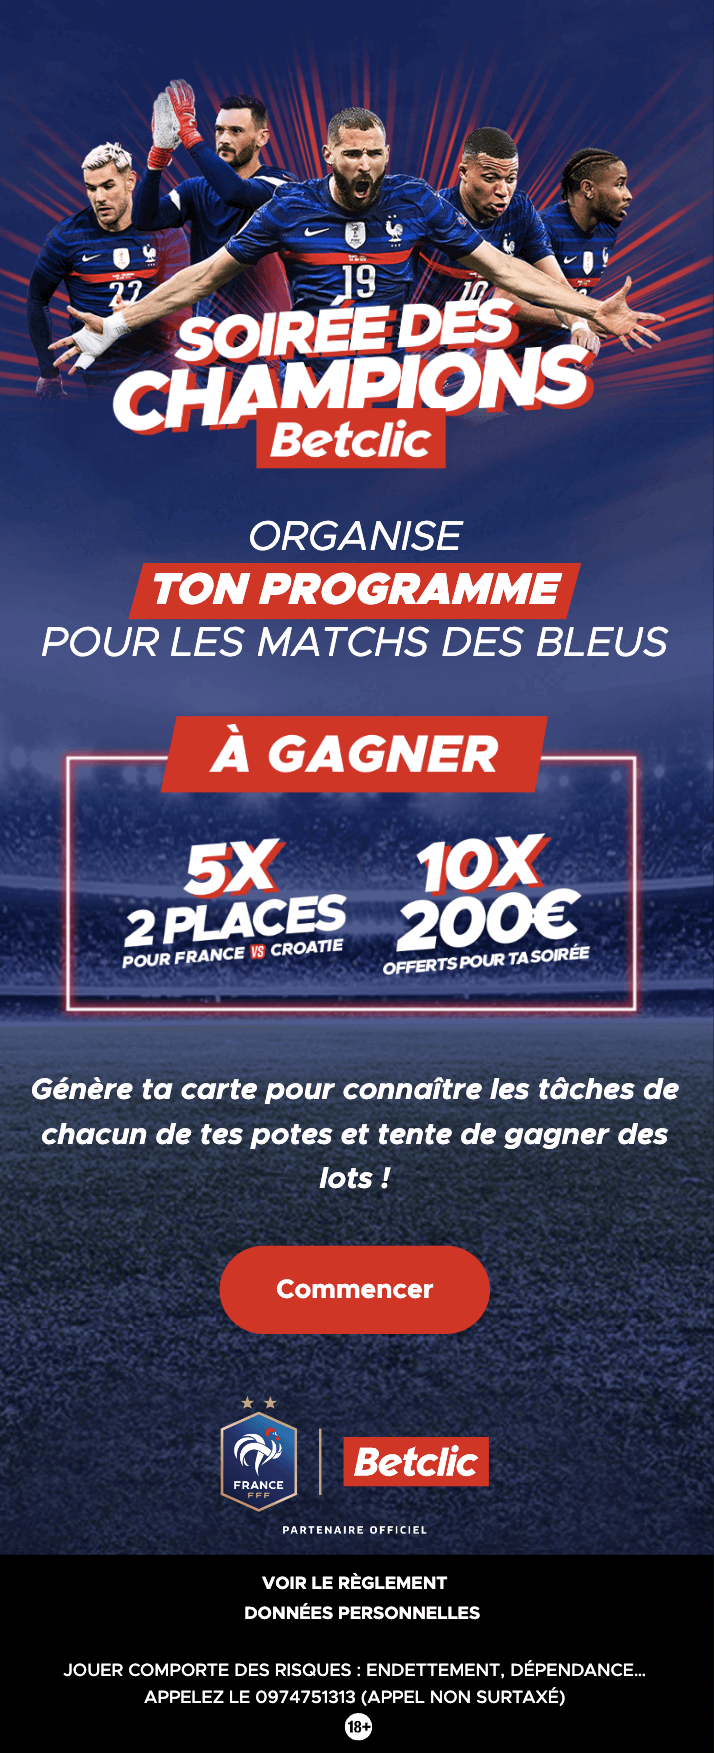 22
19
10
SOIRÉE DES
CHAMPIONS
Betclic
ORGANISE
TON PROGRAMME
POUR LES MATCHS DES BLEUS
À GAGNER
5X
2 PLACES
POUR FRANCE VS CROATIE
10X
200€
OFFERTS POUR TA SOIRÉE
Génère ta carte pour connaître les tâches de
chacun de tes potes et tente de gagner des
lots !
Commencer
FRANCE
FFF
Betclic
PARTENAIRE OFFICIEL
VOIR LE RÈGLEMENT
DONNÉES PERSONNELLES
JOUER COMPORTE DES RISQUES : ENDETTEMENT, DÉPENDANCE...
APPELEZ LE 0974751313 (APPEL NON SURTAXÉ)
18+